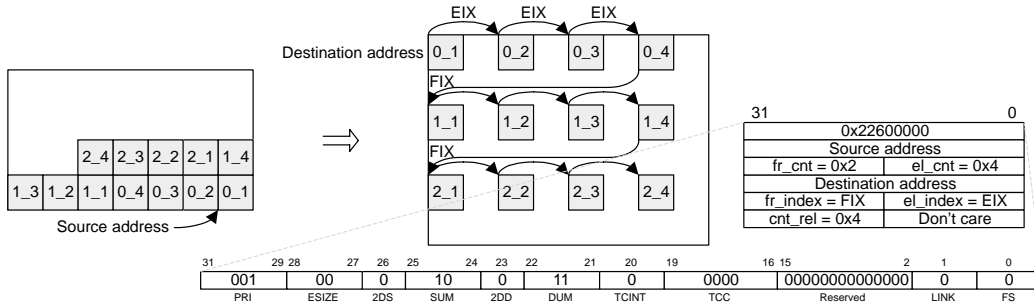 EIX EIX EIX
Destination address
0_1 0_2 0_3 0_4
FIX
1_1 1_2 1_3 1_4
FIX
2_1 2_2 2_3 2_4
2_4 2_3 2_2 2_1 1_4
1_3 1_2 1_1 0_4 0_3 0_2 0_1
Source address
31 0
0x22600000
Source address
fr_cnt = 0x2 el_cnt = 0x4
Destination address
fr_index = FIX el_index = EIX
cnt_rel = 0x4 Don't care
31 29 28 27 26 25 24 23 22 21 20 19 16 15 2 1 0
001 00 0 10 0 11 0 0000 00000000000000 0 0
PRI ESIZE 2DS SUM 2DD DUM TCINT TCC Reserved LINK FS